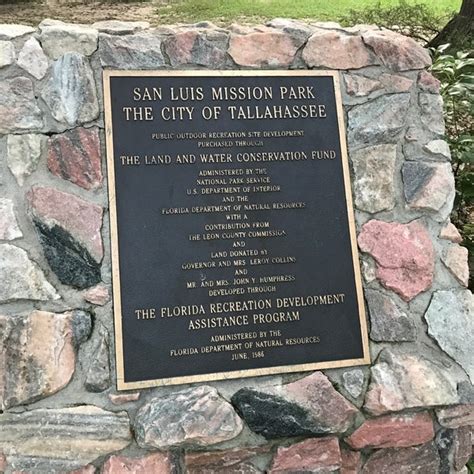 SAN LUIS MISSION PARK
THE CITY OF TALLAHASSEE
PUBLIC OUTDOOR RECREATION SITE DEVELOPMENT
PURCHASED THROUGH
THE LAND AND WATER CONSERVATION FUND
ADMINISTERED BY THE
NATIONAL PARK SERVICE
U.S. DEPARTMENT OF INTERIOR
AND THE
FLORIDA DEPARTMENT OF NATURAL RESOURCES
WITH A
CONTRIBUTION FROM
THE LEON COUNTY COMMISSION
AND
LAND DONATED BY
GOVERNOR AND MRS. LEROY COLLINS
AND
MR. AND MRS. JOHN Y. HUMPHRESS
DEVELOPED THROUGH
THE FLORIDA RECREATION DEVELOPMENT
ASSISTANCE PROGRAM
ADMINISTERED BY THE
FLORIDA DEPARTMENT OF NATURAL RESOURCES
JUNE, 1986